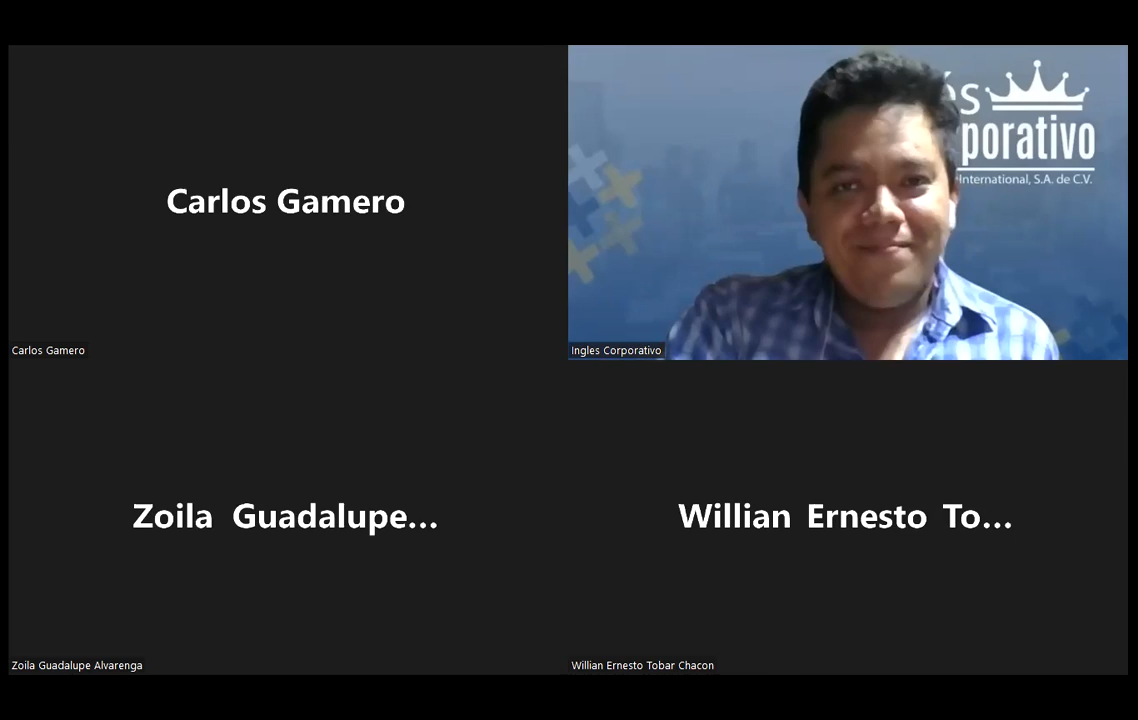 Carlos Gamero
Carlos Gamero
és
porativo
International, S.A. de C.V.
Ingles Corporativo
Zoila Guadalupe...
Zoila Guadalupe Alvarenga
Willian Ernesto To...
Willian Ernesto Tobar Chacon